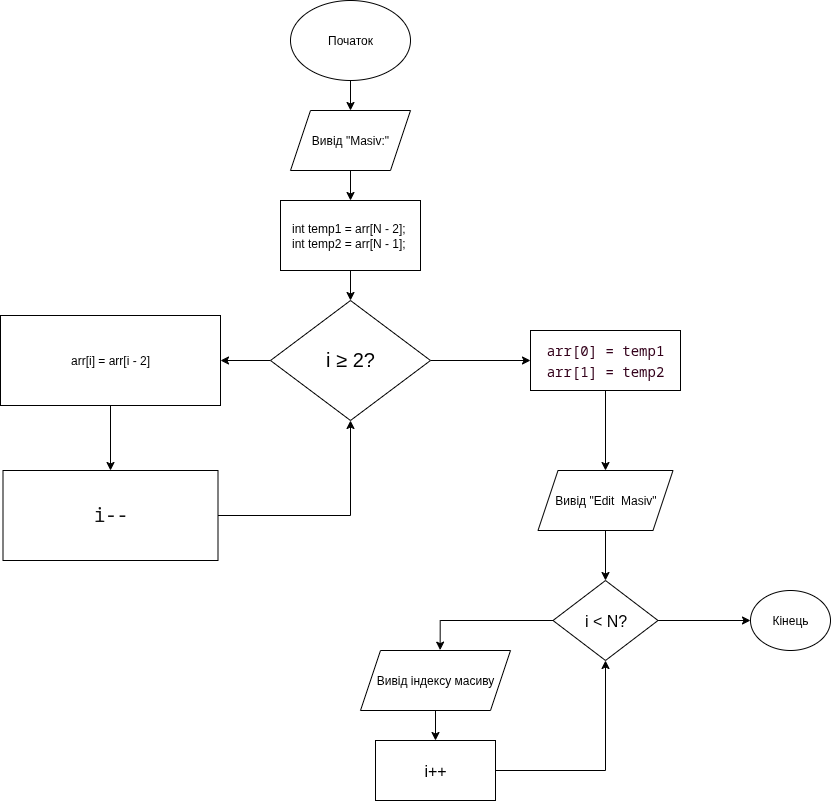 Початок
Вивід "Masiv:"
int temp1 = arr[N - 2];
int temp2 = arr[N - 1];
i ≥ 2?
arr[i] = arr[i - 2]
i--
arr[0] = temp1
arr[1] = temp2
Вивід "Edit  Masiv"
i < N?
Кінець
Вивід індексу масиву
i++